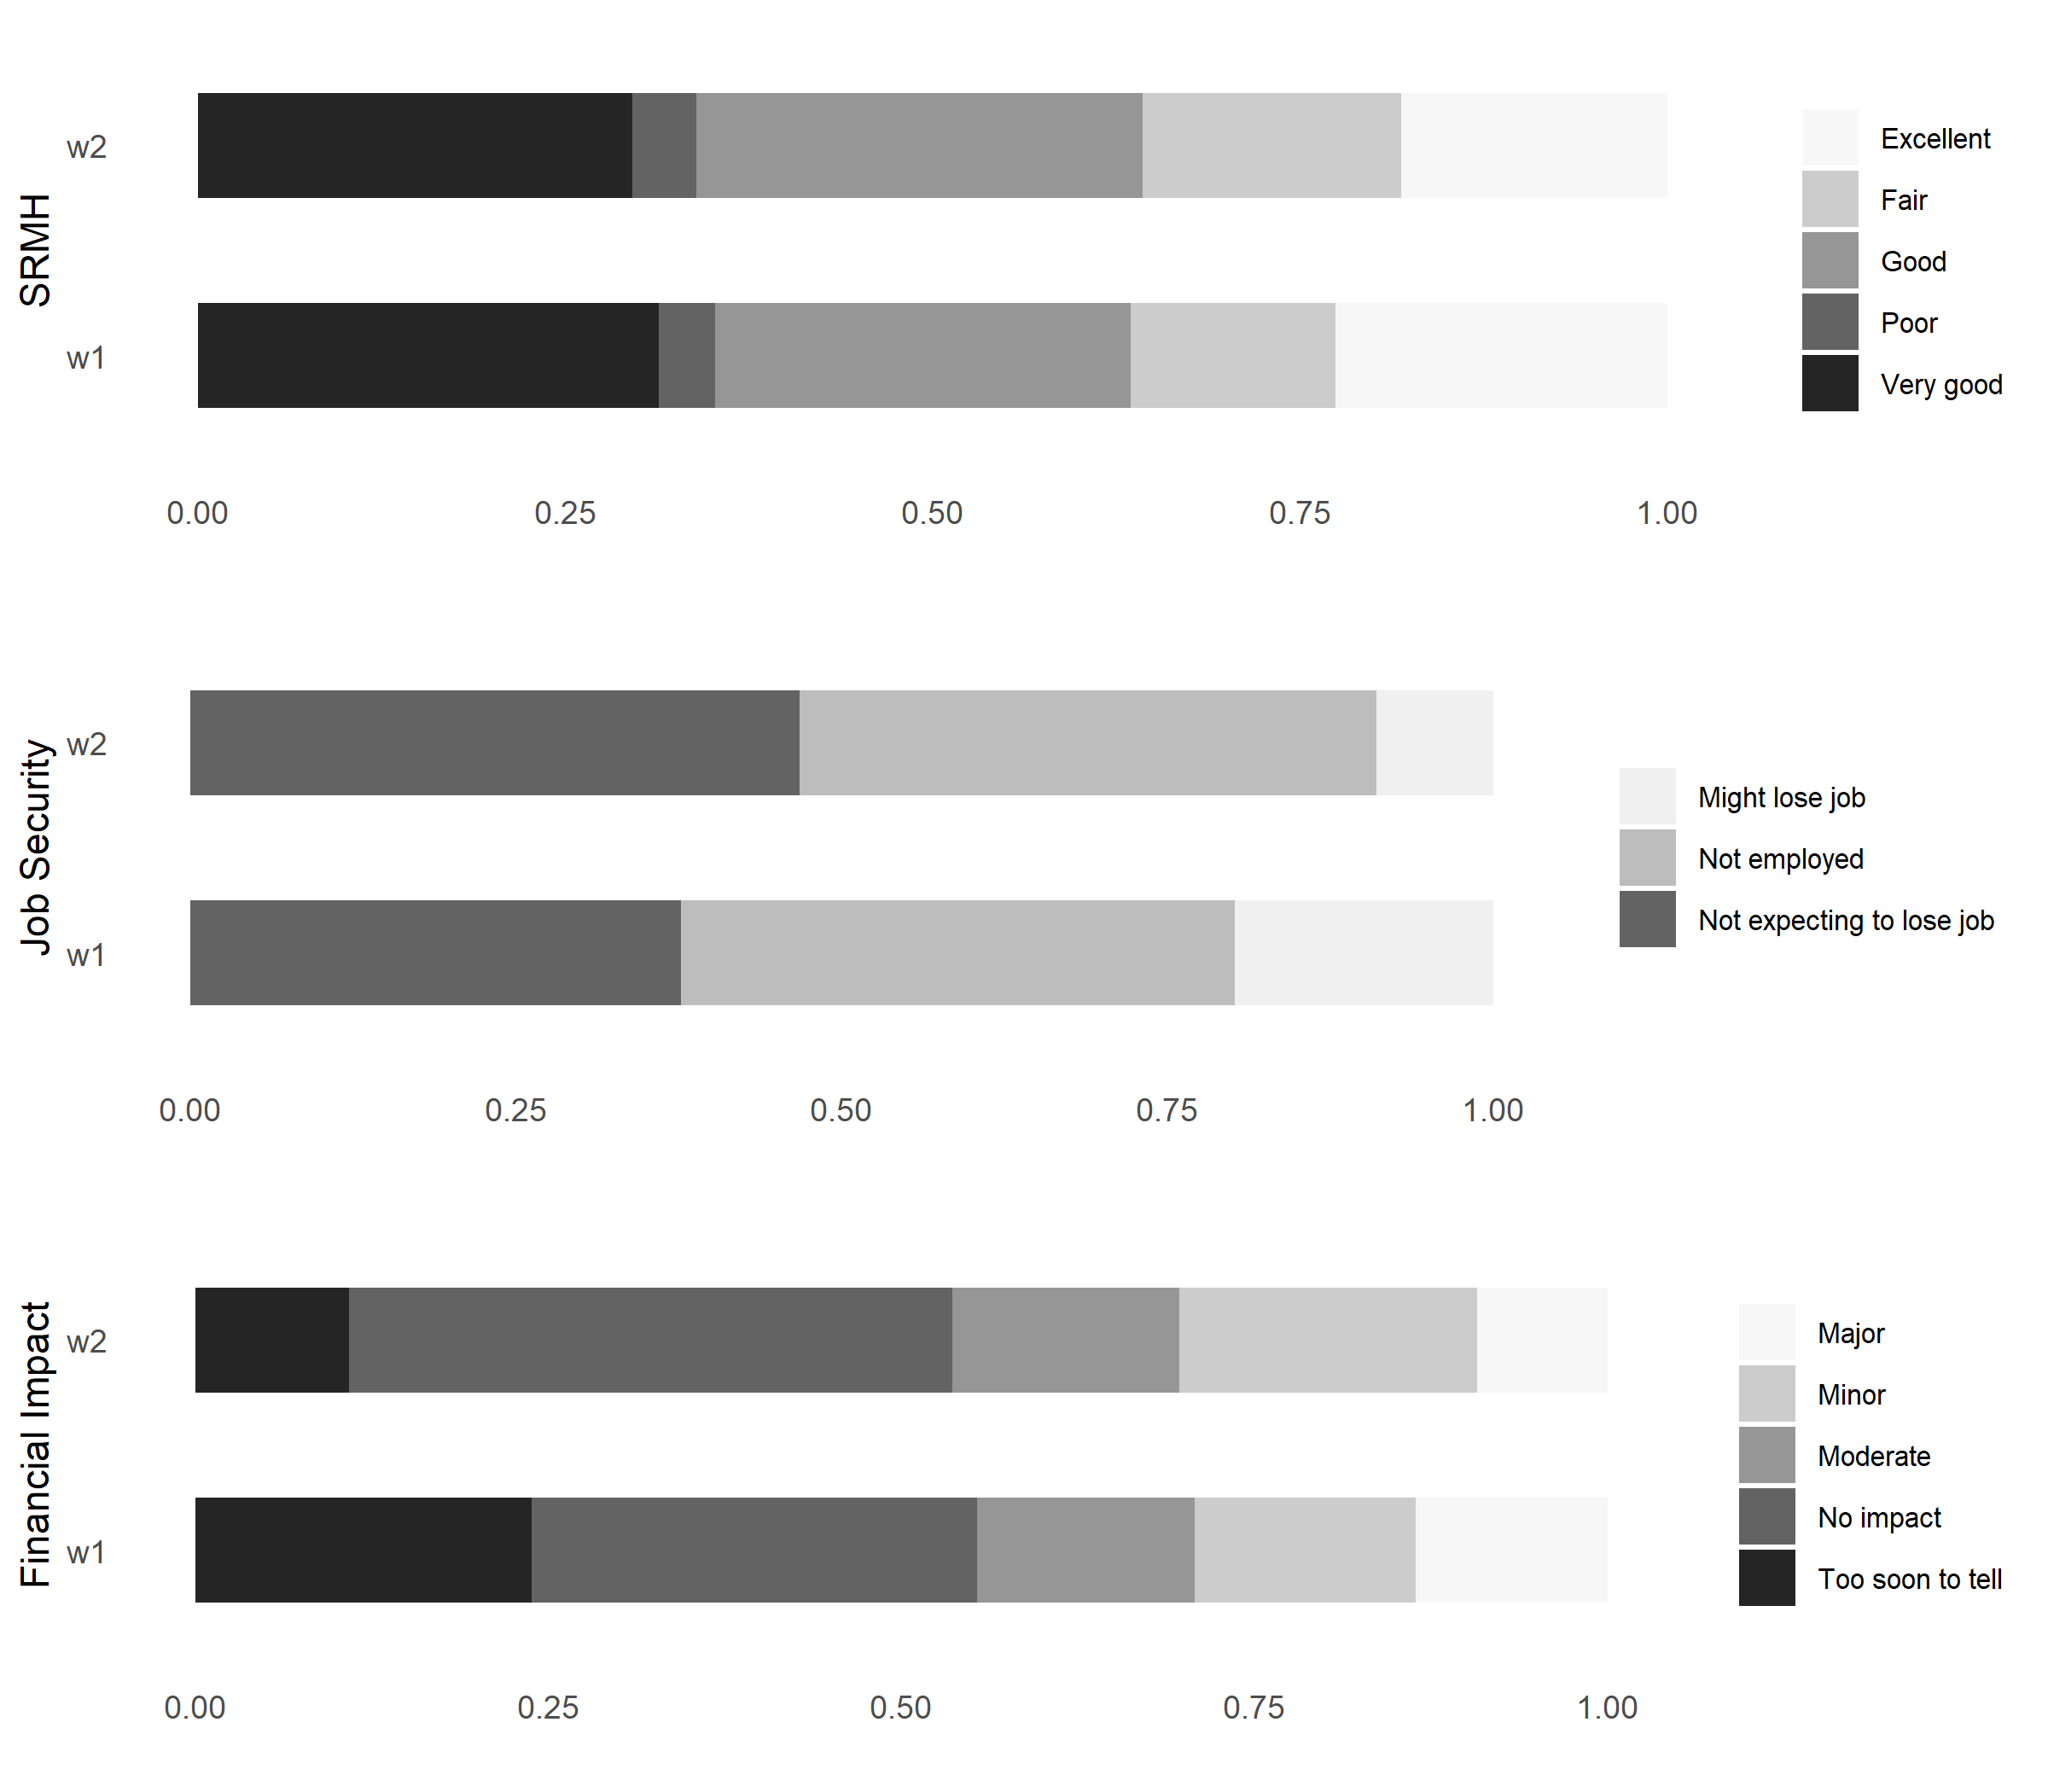 SRMH
w2
w1
0.00 0.25 0.50 0.75 1.00
Excellent
Fair
Good
Poor
Very good
Job Security
w2
w1
0.00 0.25 0.50 0.75 1.00
Might lose job
Not employed
Not expecting to lose job
Financial Impact
w2
w1
0.00 0.25 0.50 0.75 1.00
Major
Minor
Moderate
No impact
Too soon to tell